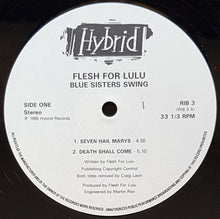 Hybrid
FLESH FOR LULU
BLUE SISTERS SWING
SIDE ONE
Stereo
℗ 1985 Hybrid Records
RIB 3
(RIB 3 A)
33 1/3 RPM
1. SEVEN HAIL MARYS - 4.50
2. DEATH SHALL COME - 5.10
Written by Flesh For Lulu
Publishing Copyright Control
Both titles remixed by Craig Leon
Produced by Flesh For Lulu
Engineered by Martin Rex